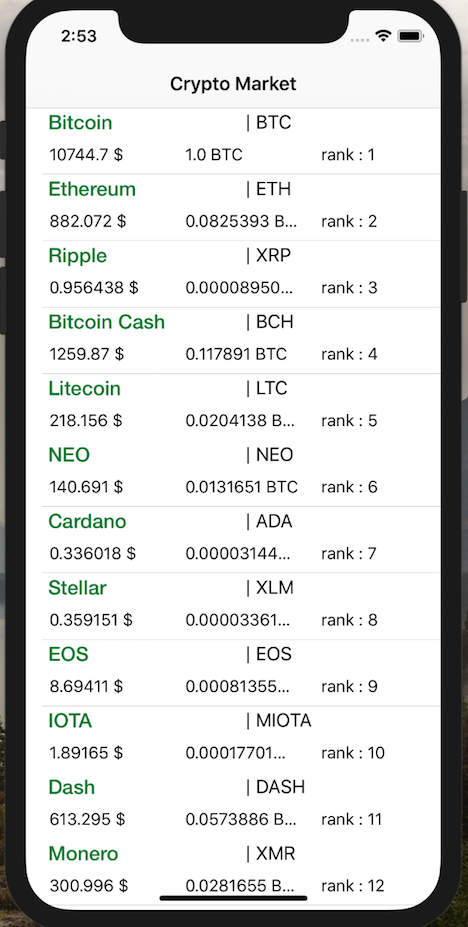 2:53
Crypto Market
Bitcoin | BTC
10744.7 $ 1.0 BTC rank : 1
Ethereum | ETH
882.072 $ 0.0825393 B... rank : 2
Ripple | XRP
0.956438 $ 0.00008950... rank : 3
Bitcoin Cash | BCH
1259.87 $ 0.117891 BTC rank : 4
Litecoin | LTC
218.156 $ 0.0204138 B... rank : 5
NEO | NEO
140.691 $ 0.0131651 BTC rank : 6
Cardano | ADA
0.336018 $ 0.00003144... rank : 7
Stellar | XLM
0.359151 $ 0.00003361... rank : 8
EOS | EOS
8.69411 $ 0.00081355... rank : 9
IOTA | MIOTA
1.89165 $ 0.00017701... rank : 10
Dash | DASH
613.295 $ 0.0573886 B... rank : 11
Monero | XMR
300.996 $ 0.0281655 B... rank : 12